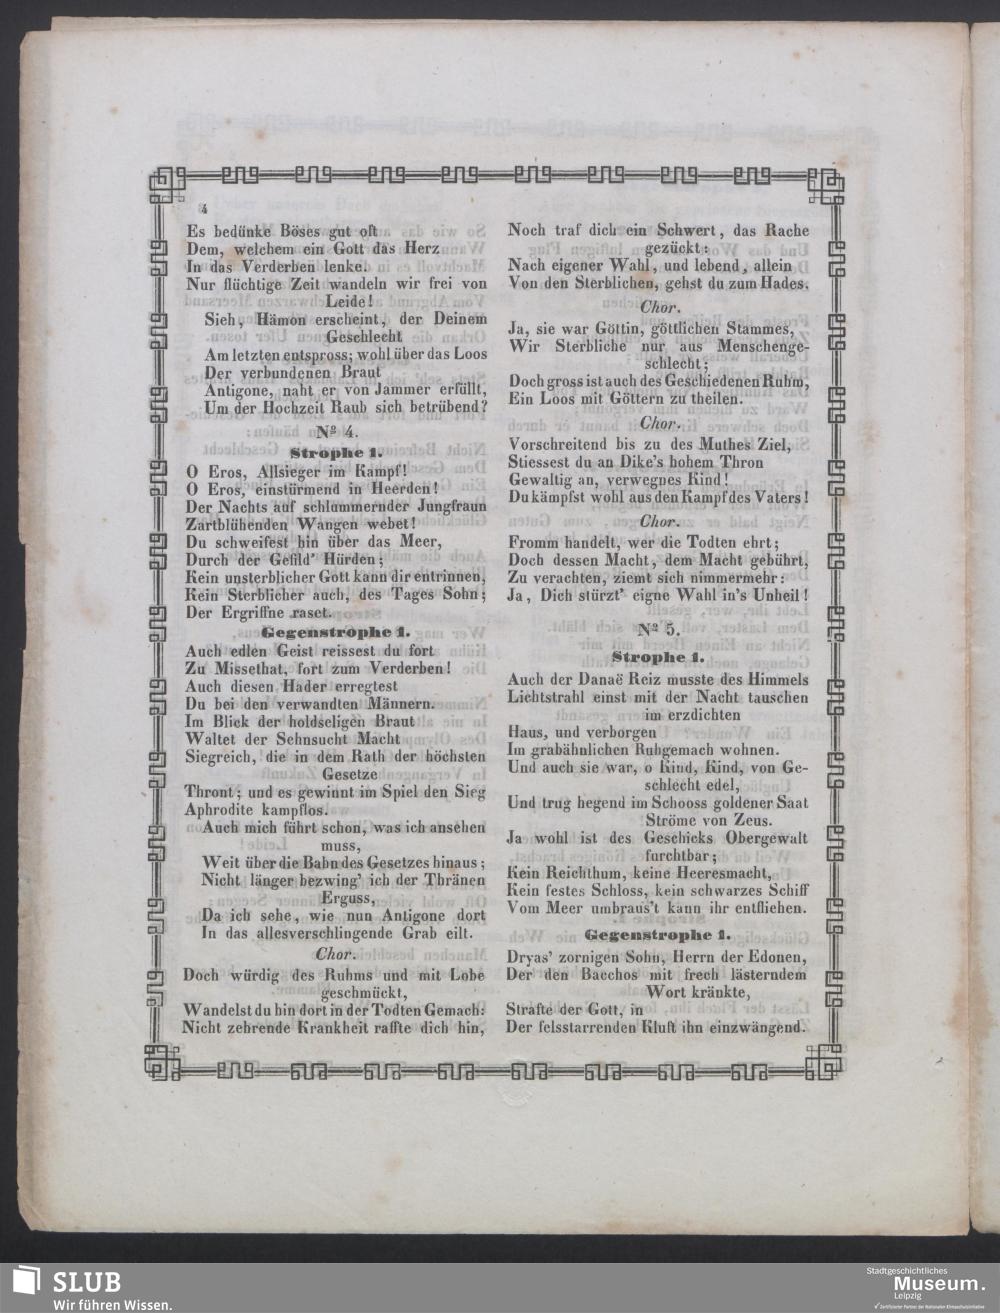 4
Es bedünke Böses gut oft
Dem, welchem ein Gott das Herz
In das Verderben lenke.
Nur flüchtige Zeit wandeln wir frei von
Leide!
Sieh, Hämon erscheint, der Deinem
Geschlecht
Am letzten entspross; wohl über das Loos
Der verbundenen Braut
Antigone, naht er von Jammer erfüllt,
Um der Hochzeit Raub sich betrübend?
Nº 4.
Strophe 1.
O Eros, Allsieger im Kampf!
O Eros, einstürmend in Heerden!
Der Nachts auf schlummernder Jungfraun
Zartblühenden Wangen webet!
Du schweifest hin über das Meer,
Durch der Gefild' Hürden;
Kein unsterblicher Gott kann dir entrinnen,
Kein Sterblicher auch, des Tages Sohn;
Der Ergriffne raset.
Gegenstrophe 1.
Auch edlen Geist reissest du fort
Zu Missethat, fort zum Verderben!
Auch diesen Hader erregtest
Du bei den verwandten Männern.
Im Blick der holdseligen Braut
Waltet der Sehnsucht Macht
Siegreich, die in dem Rath der höchsten
Gesetze
Thront; und es gewinnt im Spiel den Sieg
Aphrodite kampflos.
Auch mich führt schon, was ich ansehen
muss,
Weit über die Bahn des Gesetzes hinaus;
Nicht länger bezwing' ich der Thränen
Erguss,
Da ich sehe, wie nun Antigone dort
In das allesverschlingende Grab eilt.
Chor.
Doch würdig des Ruhms und mit Lobe
geschmückt,
Wandelst du hin dort in der Todten Gemach:
Nicht zehrende Krankheit raffte dich hin,
Noch traf dich ein Schwert, das Rache
gezückt:
Nach eigener Wahl, und lebend, allein
Von den Sterblichen, gehst du zum Hades.
Chor.
Ja, sie war Göttin, göttlichen Stammes,
Wir Sterbliche nur aus Menschenge-
schlecht;
Doch gross ist auch des Geschiedenen Ruhm,
Ein Loos mit Göttern zu theilen.
Chor.
Vorschreitend bis zu des Muthes Ziel,
Stiessest du an Dike's hohem Thron
Gewaltig an, verwegnes Kind!
Du kämpfst wohl aus den Kampf des Vaters!
Chor.
Fromm handelt, wer die Todten ehrt;
Doch dessen Macht, dem Macht gebührt,
Zu verachten, ziemt sich nimmermehr:
Ja, Dich stürzt' eigne Wahl in's Unheil!
Nº 5.
Strophe 1.
Auch der Danaë Reiz musste des Himmels
Lichtstrahl einst mit der Nacht tauschen
im erzdichten
Haus, und verborgen
Im grabähnlichen Ruhgemach wohnen.
Und auch sie war, o Kind, Kind, von Ge-
schlecht edel,
Und trug hegend im Schooss goldener Saat
Ströme von Zeus.
Ja wohl ist des Geschicks Obergewalt
furchtbar;
Kein Reichthum, keine Heeresmacht,
Kein festes Schloss, kein schwarzes Schiff
Vom Meer umbraus't kann ihr entfliehen.
Gegenstrophe 1.
Dryas' zornigen Sohn, Herrn der Edonen,
Der den Bacchos mit frech lästerndem
Wort kränkte,
Strafte der Gott, in
Der felsstarrenden Kluft ihn einzwängend.
SLUB
Wir führen Wissen.
Stadtgeschichtliches
Museum.
Leipzig